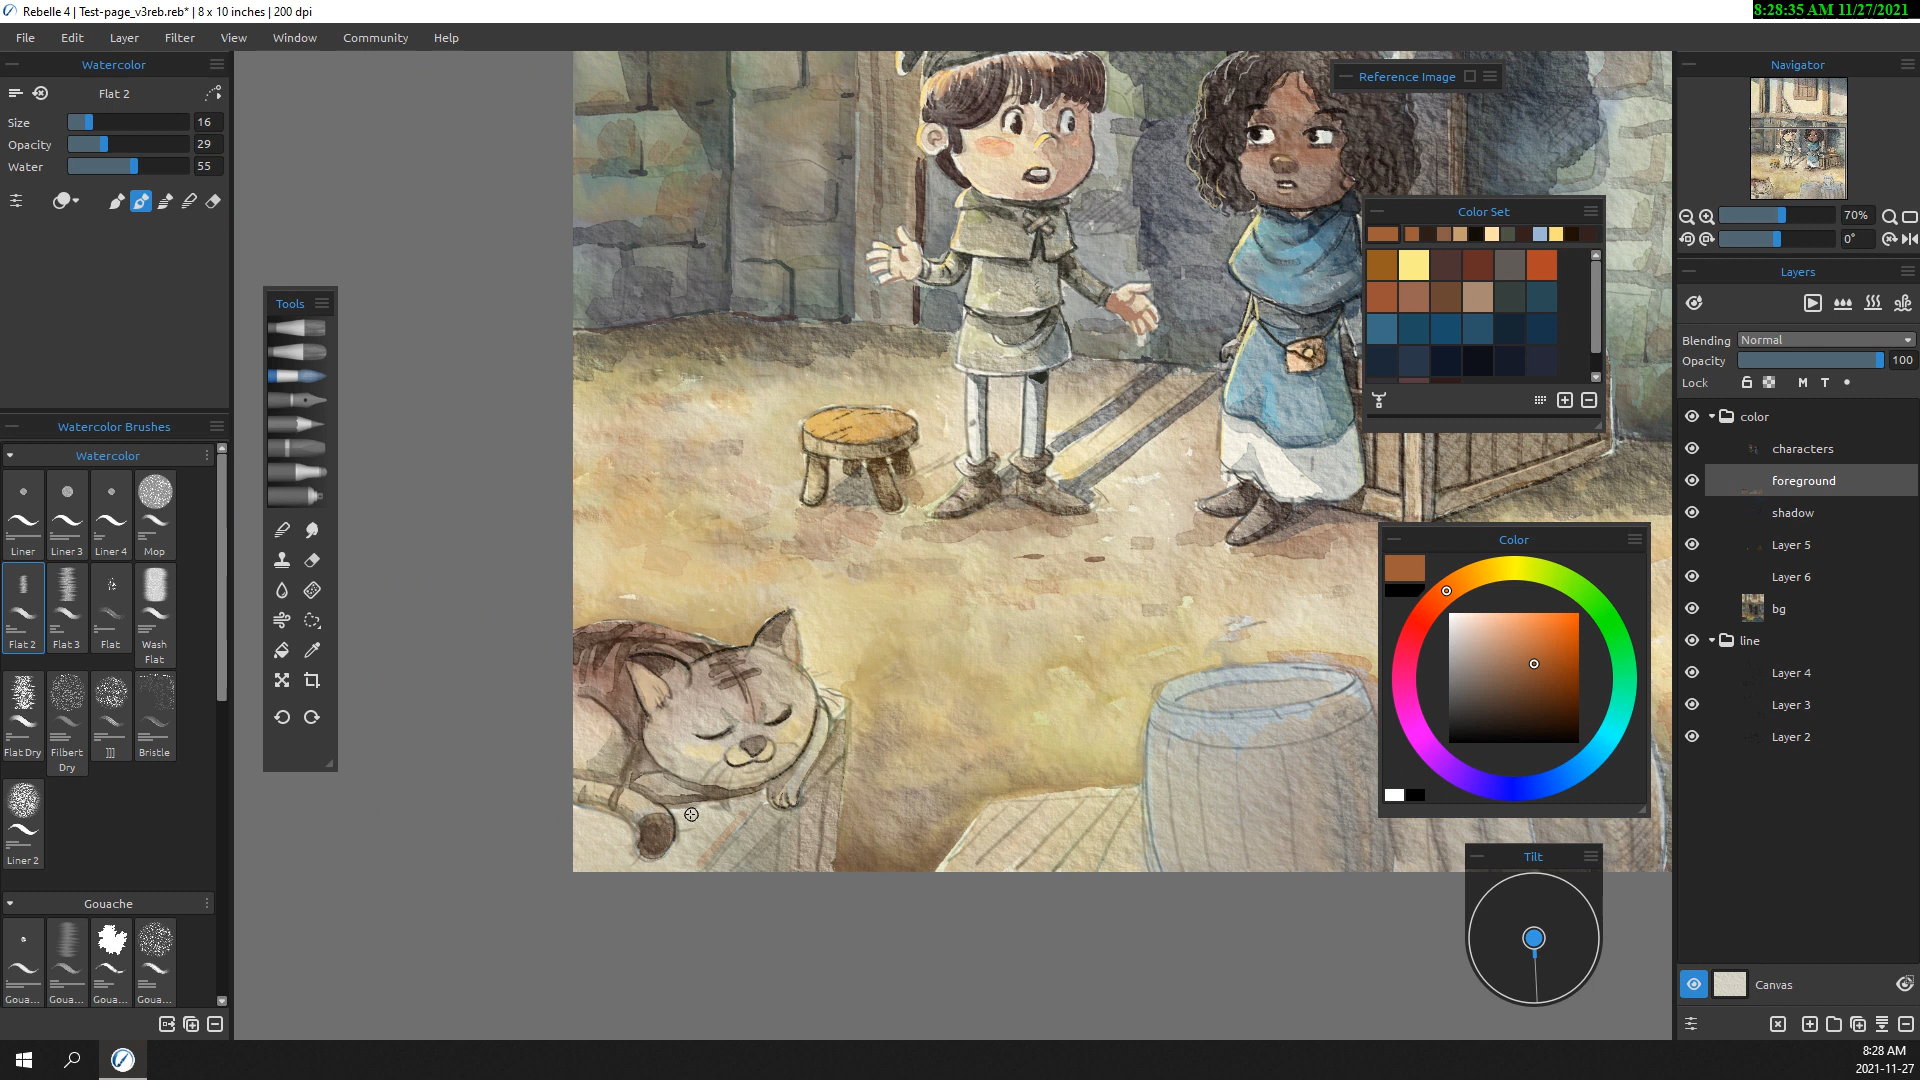 Rebelle 4 | Test-page_v3reb.reb* | 8 x 10 inches | 200 dpi
8:28:35 AM 11/27/2021
File Edit Layer Filter View Window Community Help
Watercolor
Flat 2
Size 16
Opacity 29
Water 55
Watercolor Brushes
Watercolor
Liner Liner 3 Liner 4 Mop
Flat 2 Flat 3 Flat Wash Flat
Flat Dry Filbert Dry ]]] Bristle
Liner 2
Gouache
Goua... Goua... Goua... Goua...
Tools
Reference Image
Color Set
Color
Tilt
Navigator
70%
0°
Layers
Blending Normal
Opacity 100
Lock M T
color
characters
foreground
shadow
Layer 5
Layer 6
bg
line
Layer 4
Layer 3
Layer 2
Canvas
8:28 AM
2021-11-27